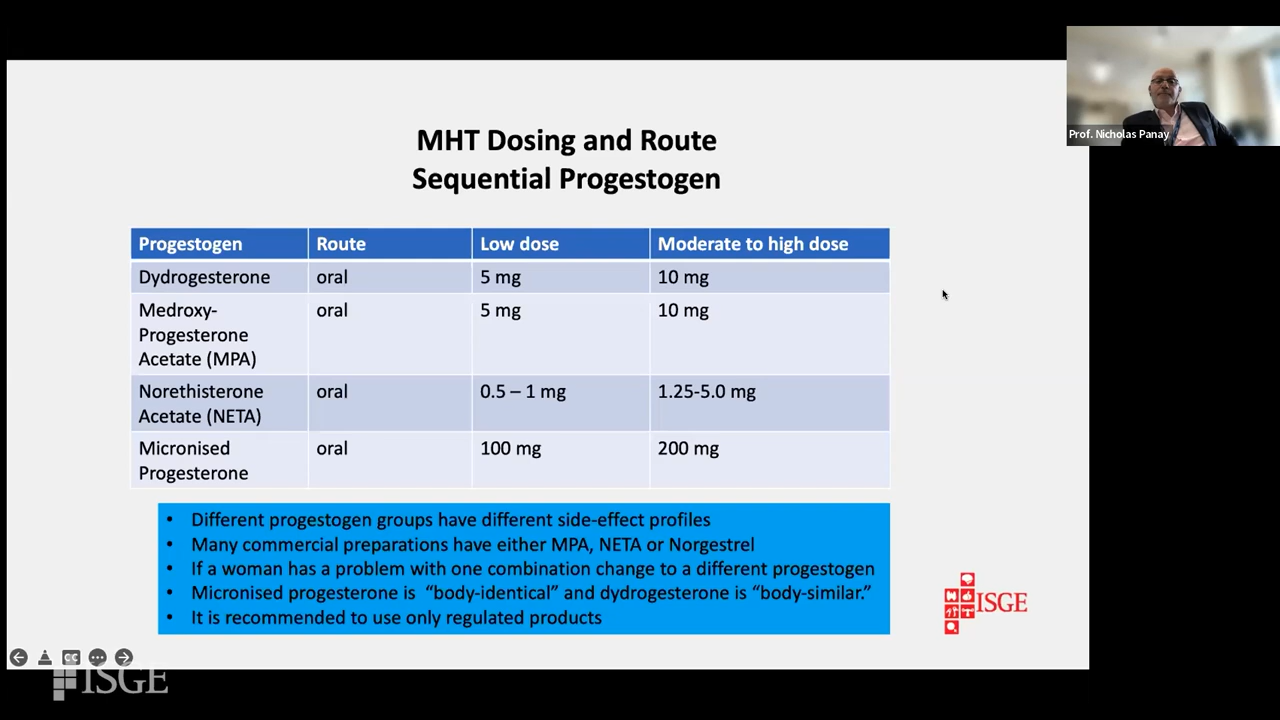 Prof. Nicholas Panay
MHT Dosing and Route
Sequential Progestogen
Progestogen Route Low dose Moderate to high dose
Dydrogesterone oral 5 mg 10 mg
Medroxy-
Progesterone
Acetate (MPA) oral 5 mg 10 mg
Norethisterone
Acetate (NETA) oral 0.5 – 1 mg 1.25-5.0 mg
Micronised
Progesterone oral 100 mg 200 mg
• Different progestogen groups have different side-effect profiles
• Many commercial preparations have either MPA, NETA or Norgestrel
• If a woman has a problem with one combination change to a different progestogen
• Micronised progesterone is “body-identical” and dydrogesterone is “body-similar.”
• It is recommended to use only regulated products
ISGE
CC
ISGE